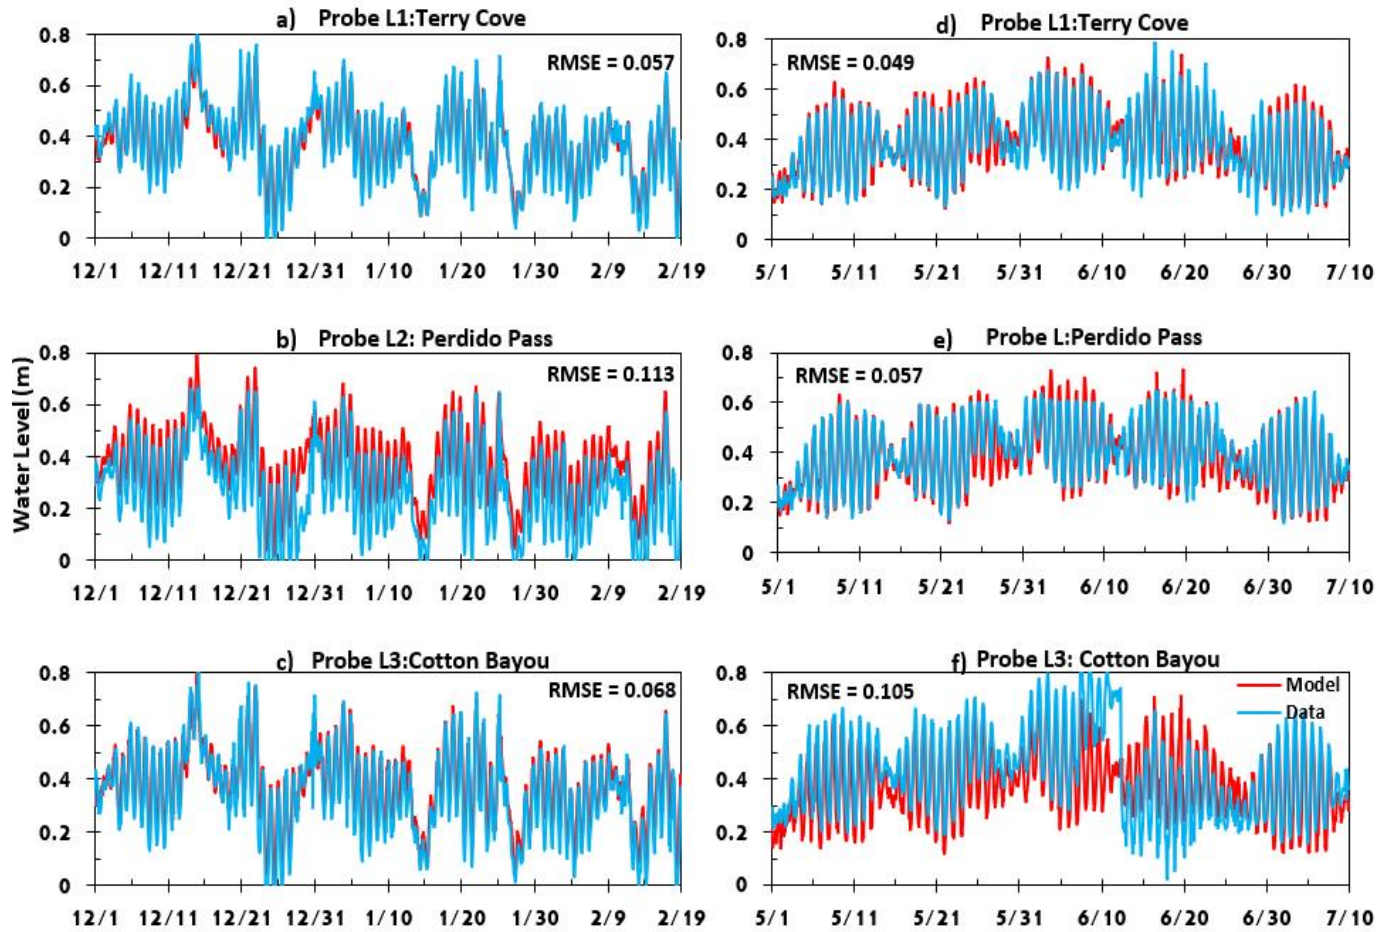 a) Probe L1:Terry Cove
RMSE = 0.057
0.8
0.6
0.4
0.2
0
12/1 12/11 12/21 12/31 1/10 1/20 1/30 2/9 2/19
d) Probe L1:Terry Cove
RMSE = 0.049
0.8
0.6
0.4
0.2
0
5/1 5/11 5/21 5/31 6/10 6/20 6/30 7/10
Water Level (m)
b) Probe L2: Perdido Pass
RMSE = 0.113
0.8
0.6
0.4
0.2
0
12/1 12/11 12/21 12/31 1/10 1/20 1/30 2/9 2/19
e) Probe L:Perdido Pass
RMSE = 0.057
0.8
0.6
0.4
0.2
0
5/1 5/11 5/21 5/31 6/10 6/20 6/30 7/10
c) Probe L3:Cotton Bayou
RMSE = 0.068
0.8
0.6
0.4
0.2
0
12/1 12/11 12/21 12/31 1/10 1/20 1/30 2/9 2/19
f) Probe L3: Cotton Bayou
RMSE = 0.105
Model
Data
0.8
0.6
0.4
0.2
0
5/1 5/11 5/21 5/31 6/10 6/20 6/30 7/10